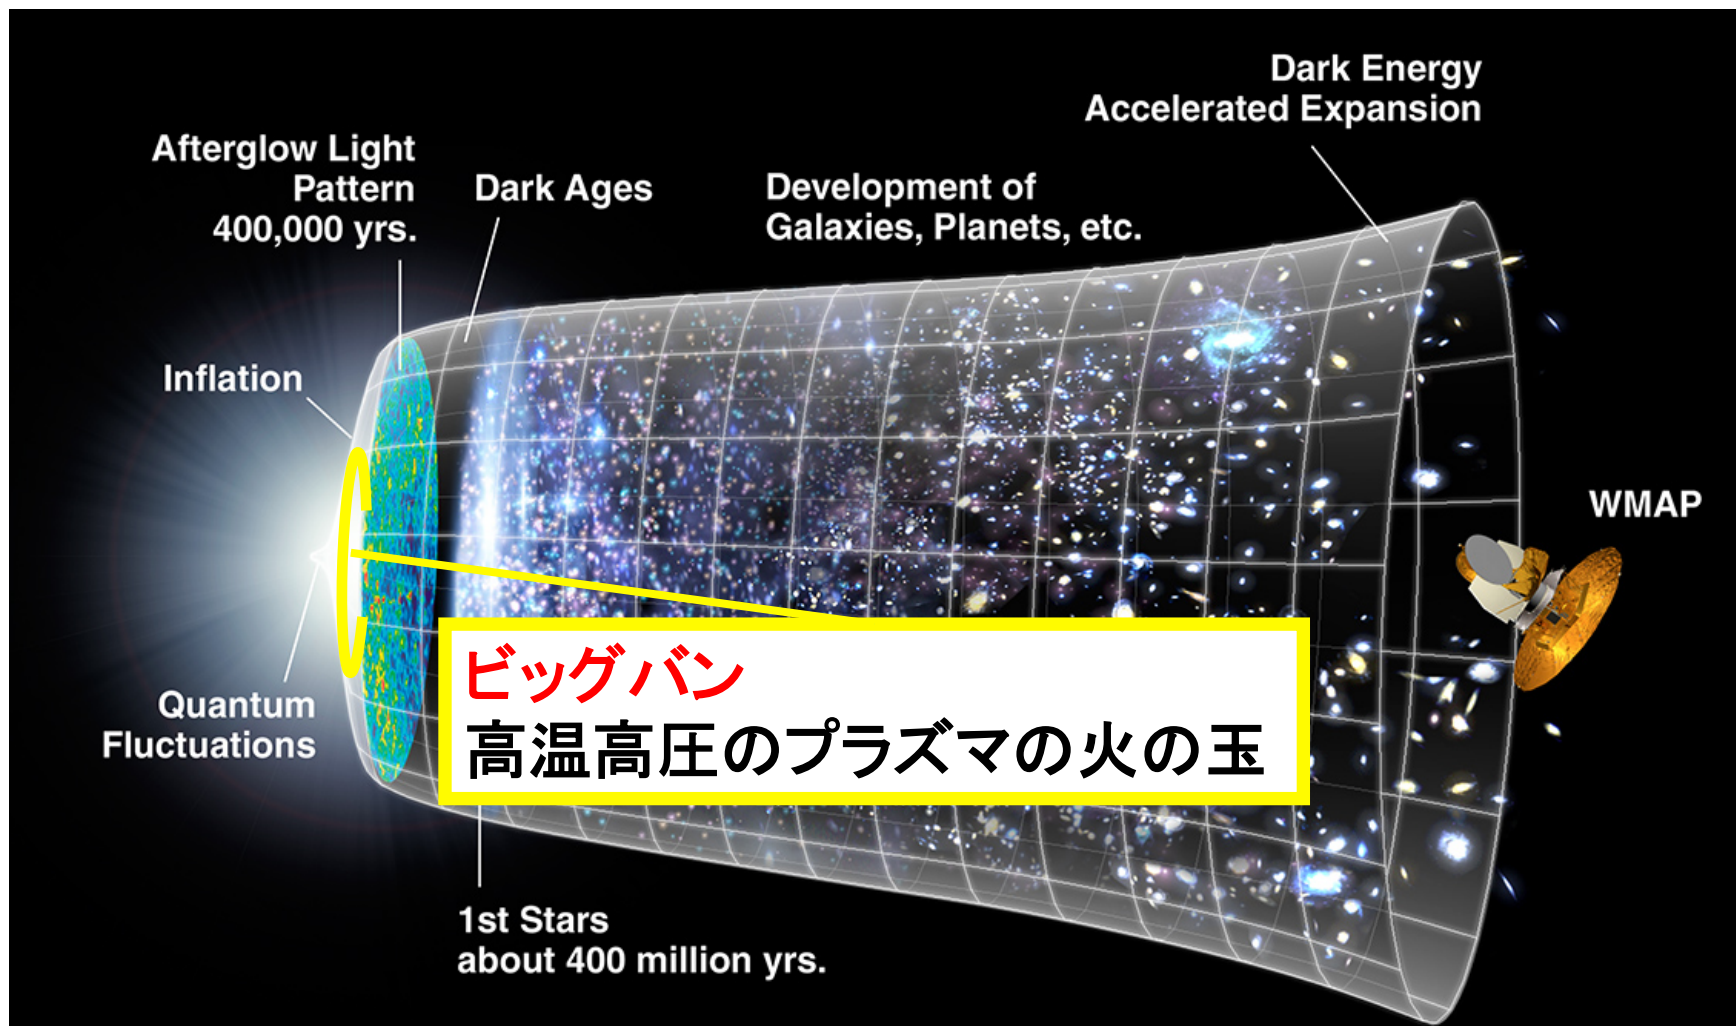 Dark Energy
Accelerated Expansion
Afterglow Light
Pattern
400,000 yrs.
Dark Ages
Development of
Galaxies, Planets, etc.
Inflation
WMAP
Quantum
Fluctuations
ビッグバン
高温高圧のプラズマの火の玉
1st Stars
about 400 million yrs.